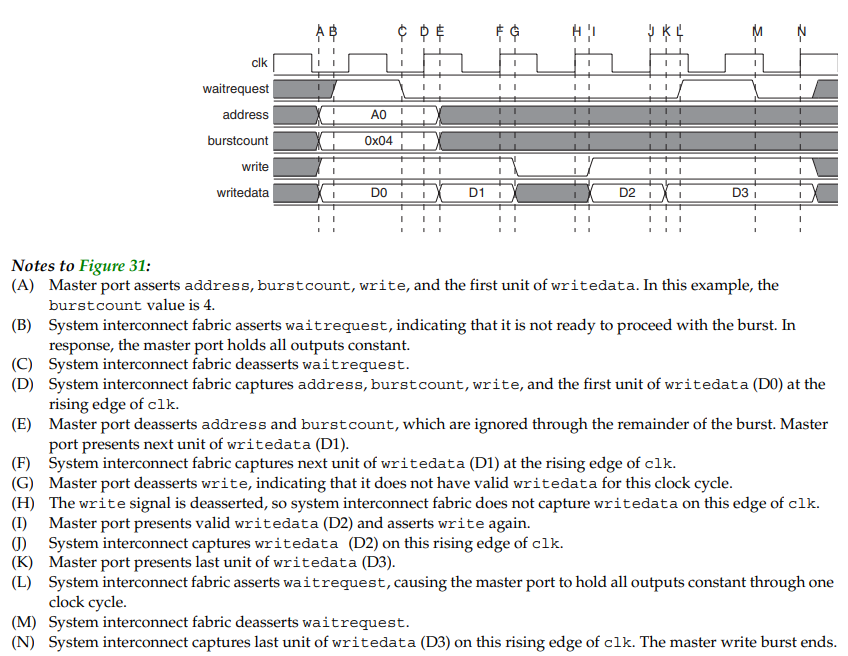 A B C D E F G H I J K L M N
clk
waitrequest
address A0
burstcount 0x04
write
writedata D0 D1 D2 D3
Notes to Figure 31:
(A) Master port asserts address, burstcount, write, and the first unit of writedata. In this example, the
burstcount value is 4.
(B) System interconnect fabric asserts waitrequest, indicating that it is not ready to proceed with the burst. In
response, the master port holds all outputs constant.
(C) System interconnect fabric deasserts waitrequest.
(D) System interconnect fabric captures address, burstcount, write, and the first unit of writedata (D0) at the
rising edge of clk.
(E) Master port deasserts address and burstcount, which are ignored through the remainder of the burst. Master
port presents next unit of writedata (D1).
(F) System interconnect fabric captures next unit of writedata (D1) at the rising edge of clk.
(G) Master port deasserts write, indicating that it does not have valid writedata for this clock cycle.
(H) The write signal is deasserted, so system interconnect fabric does not capture writedata on this edge of clk.
(I) Master port presents valid writedata (D2) and asserts write again.
(J) System interconnect captures writedata (D2) on this rising edge of clk.
(K) Master port presents last unit of writedata (D3).
(L) System interconnect fabric asserts waitrequest, causing the master port to hold all outputs constant through one
clock cycle.
(M) System interconnect fabric deasserts waitrequest.
(N) System interconnect captures last unit of writedata (D3) on this rising edge of clk. The master write burst ends.